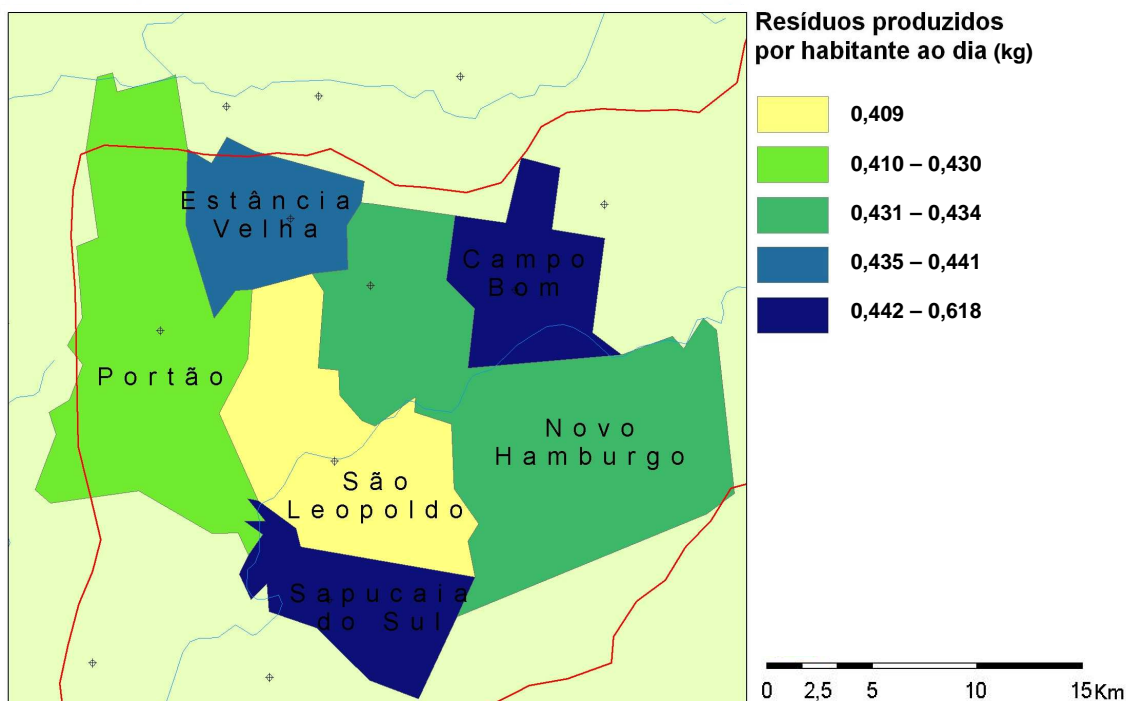 Resíduos produzidos
por habitante ao dia (kg)
0,409
0,410 – 0,430
0,431 – 0,434
0,435 – 0,441
0,442 – 0,618
Estância
Velha
Campo
Bom
Portão
Novo
Hamburgo
São
Leopoldo
Sapucaia
do Sul
0 2,5 5 10 15Km